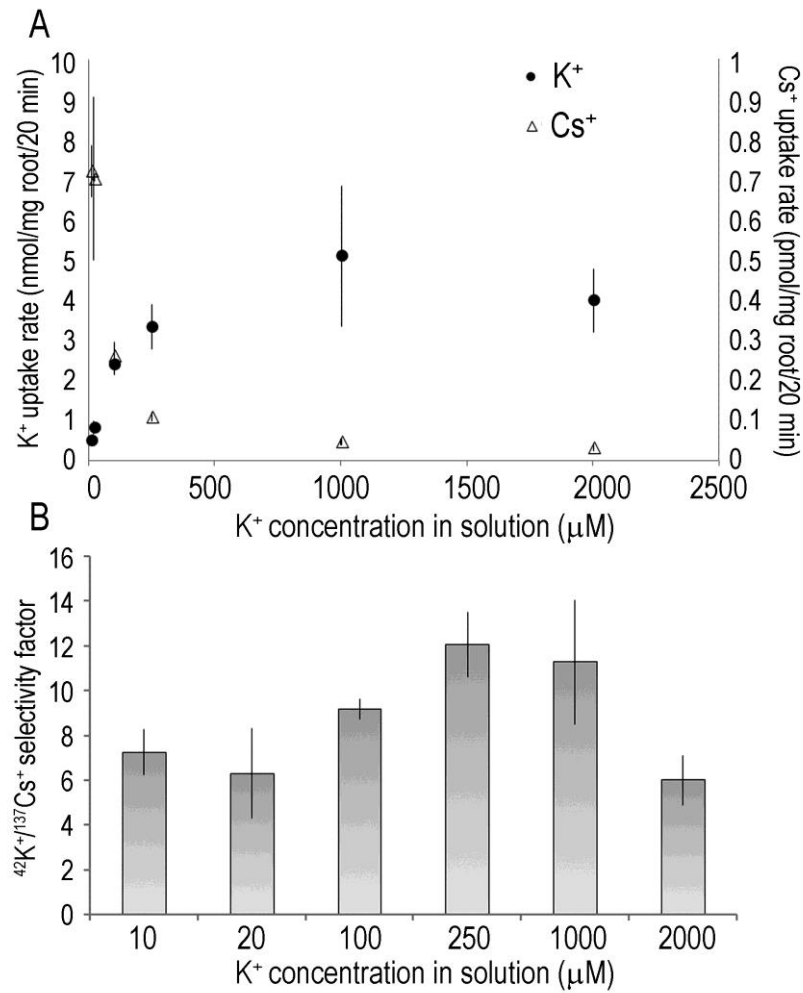 A
K⁺ uptake rate (nmol/mg root/20 min)
10
9
8
7
6
5
4
3
2
1
0
K⁺
Cs⁺
1
0.9
0.8
0.7
0.6
0.5
0.4
0.3
0.2
0.1
0
Cs⁺ uptake rate (pmol/mg root/20 min)
0 500 1000 1500 2000 2500
K⁺ concentration in solution (μM)
B
⁴²K⁺/¹³⁷Cs⁺ selectivity factor
16
14
12
10
8
6
4
2
0
10 20 100 250 1000 2000
K⁺ concentration in solution (μM)